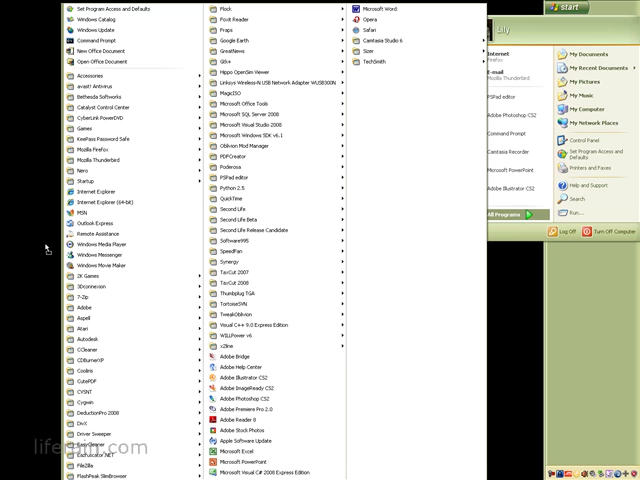 Set Program Access and Defaults
Windows Catalog
Windows Update
Command Prompt
New Office Document
Open Office Document
Accessories
avast! Antivirus
Bethesda Softworks
Catalyst Control Center
CyberLink PowerDVD
Games
KeePass Password Safe
Mozilla Firefox
Mozilla Thunderbird
Nero
Startup
Internet Explorer
Internet Explorer (64-bit)
MSN
Outlook Express
Remote Assistance
Windows Media Player
Windows Messenger
Windows Movie Maker
2K Games
3Dconnexion
7-Zip
Adobe
Aspell
Atari
Autodesk
CCleaner
CDBurnerXP
Cooliris
CutePDF
CYSNT
Cygwin
DeductionPro 2008
DivX
Driver Sweeper
EasyCleaner
Eazfuscator.NET
FileZilla
FlashPeak SlimBrowser
Flock
Foxit Reader
Fraps
Google Earth
GreatNews
Gtk+
Hippo OpenSim Viewer
Linksys Wireless-N USB Network Adapter WUSB300N
MagicISO
Microsoft Office Tools
Microsoft SQL Server 2008
Microsoft Visual Studio 2008
Microsoft Windows SDK v6.1
Oblivion Mod Manager
PDFCreator
Poderosa
PSPad editor
Python 2.5
QuickTime
Second Life
Second Life Beta
Second Life Release Candidate
Software995
SpeedFan
Synergy
TaxCut 2007
TaxCut 2008
Thumbplug TGA
TortoiseSVN
TweakOblivion
Visual C++ 9.0 Express Edition
WILLPower v6
x2line
Adobe Bridge
Adobe Help Center
Adobe Illustrator CS2
Adobe ImageReady CS2
Adobe Photoshop CS2
Adobe Premiere Pro 2.0
Adobe Reader 8
Adobe Stock Photos
Apple Software Update
Microsoft Excel
Microsoft PowerPoint
Microsoft Visual C# 2008 Express Edition
Microsoft Word
Opera
Safari
Camtasia Studio 6
Sizer
TechSmith
start
Lily
Internet
Firefox
E-mail
Mozilla Thunderbird
PSPad editor
Adobe Photoshop CS2
Command Prompt
Camtasia Recorder
Microsoft PowerPoint
Adobe Illustrator CS2
All Programs
My Documents
My Recent Documents
My Pictures
My Music
My Computer
My Network Places
Control Panel
Set Program Access and
Defaults
Printers and Faxes
Help and Support
Search
Run...
Log Off
Turn Off Computer